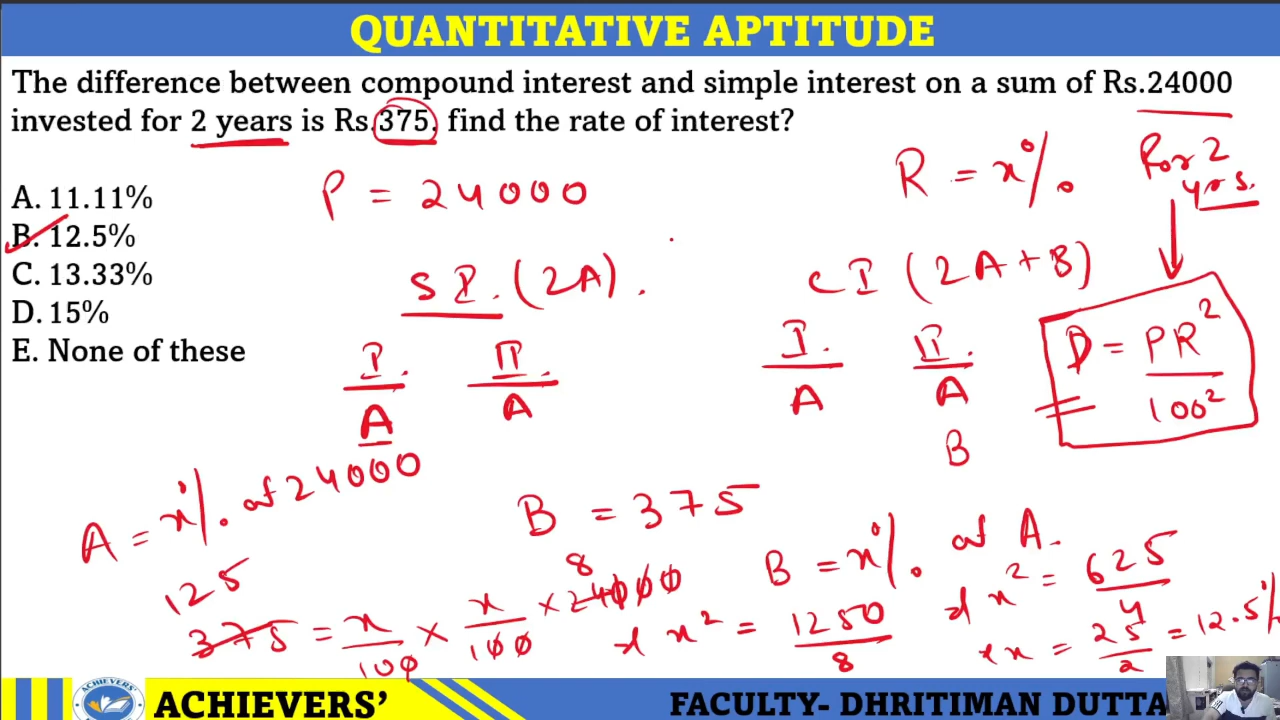 QUANTITATIVE APTITUDE
The difference between compound interest and simple interest on a sum of Rs.24000
invested for 2 years is Rs.375. find the rate of interest?
A. 11.11%
B. 12.5%
C. 13.33%
D. 15%
E. None of these
P = 24000
R = x%
For 2
yrs.
SI. (2A).
CI (2A + B)
D = PR²/100²
I. II.
A A
I. II.
A A
B
A = x% of 24000
B = 375
B = x% of A.
125 8
375 = x/100 × x/100 × 24000
x² = 1250/8
x² = 625/4
x = 25/2 = 12.5%
ACHIEVERS
ACHIEVERS' FACULTY- DHRITIMAN DUTTA